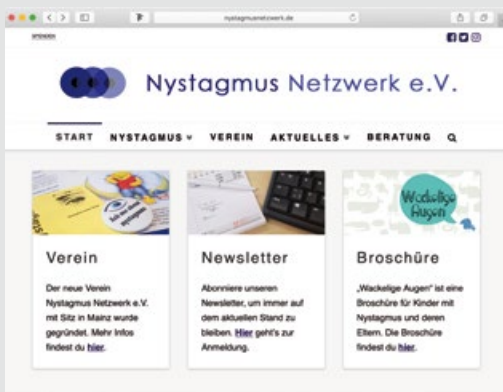 nystagmusnetzwerk.de
SPENDEN
Nystagmus Netzwerk e.V.
START NYSTAGMUS VEREIN AKTUELLES BERATUNG
Wackelige
Augen
Verein
Der neue Verein
Nystagmus Netzwerk e.V.
mit Sitz in Mainz wurde
gegründet. Mehr Infos
findest du hier.
Newsletter
Abonniere unseren
Newsletter, um immer auf
dem aktuellen Stand zu
bleiben. Hier geht's zur
Anmeldung.
Broschüre
„Wackelige Augen" ist eine
Broschüre für Kinder mit
Nystagmus und deren
Eltern. Die Broschüre
findest du hier.